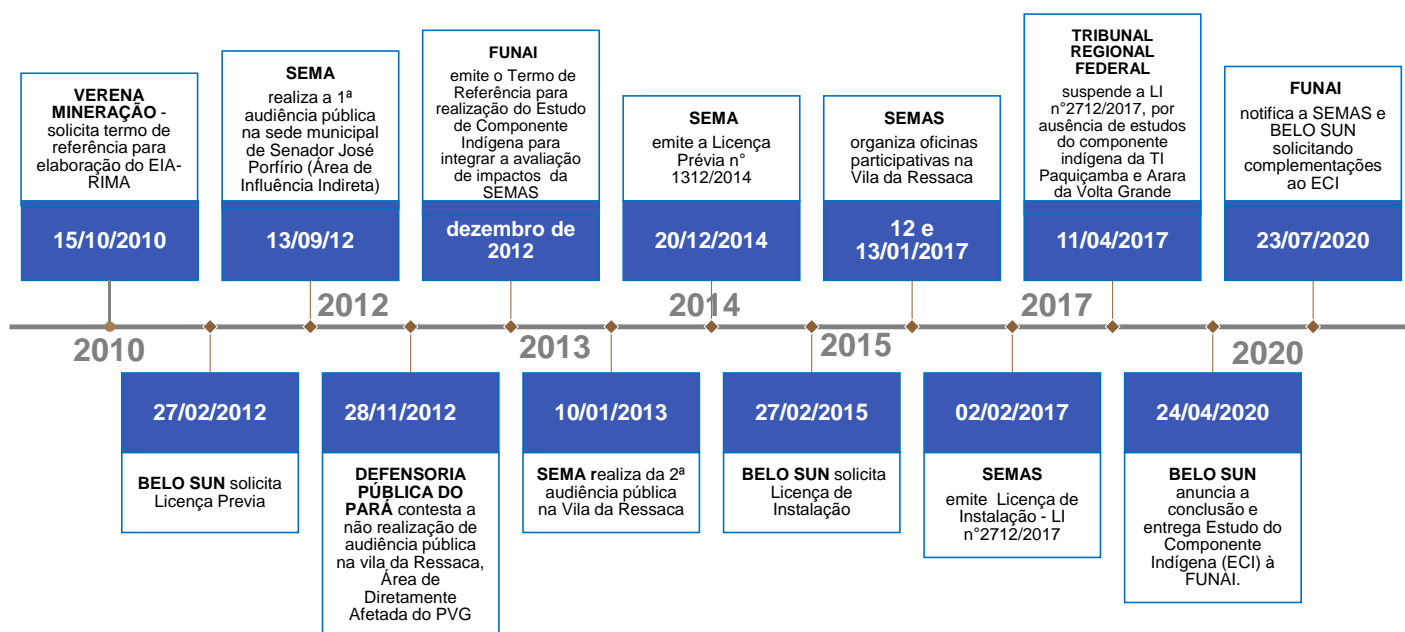 VERENA
MINERAÇÃO -
solicita termo de
referência para
elaboração do EIA-
RIMA
15/10/2010
SEMA
realiza a 1ª
audiência pública
na sede municipal
de Senador José
Porfírio (Área de
Influência Indireta)
13/09/12
FUNAI
emite o Termo de
Referência para
realização do Estudo
de Componente
Indígena para
integrar a avaliação
de impactos da
SEMAS
dezembro de
2012
SEMA
emite a Licença
Prévia n°
1312/2014
20/12/2014
SEMAS
organiza oficinas
participativas na
Vila da Ressaca
12 e
13/01/2017
TRIBUNAL
REGIONAL
FEDERAL
suspende a LI
n°2712/2017, por
ausência de estudos
do componente
indígena da TI
Paquiçamba e Arara
da Volta Grande
11/04/2017
FUNAI
notifica a SEMAS e
BELO SUN
solicitando
complementações
ao ECI
23/07/2020
2010
2012
2013
2014
2015
2017
2020
27/02/2012
BELO SUN solicita
Licença Previa
28/11/2012
DEFENSORIA
PÚBLICA DO
PARÁ contesta a
não realização de
audiência pública
na vila da Ressaca,
Área de
Diretamente
Afetada do PVG
10/01/2013
SEMA realiza da 2ª
audiência pública
na Vila da Ressaca
27/02/2015
BELO SUN solicita
Licença de
Instalação
02/02/2017
SEMAS
emite Licença de
Instalação - LI
n°2712/2017
24/04/2020
BELO SUN
anuncia a
conclusão e
entrega Estudo do
Componente
Indígena (ECI) à
FUNAI.